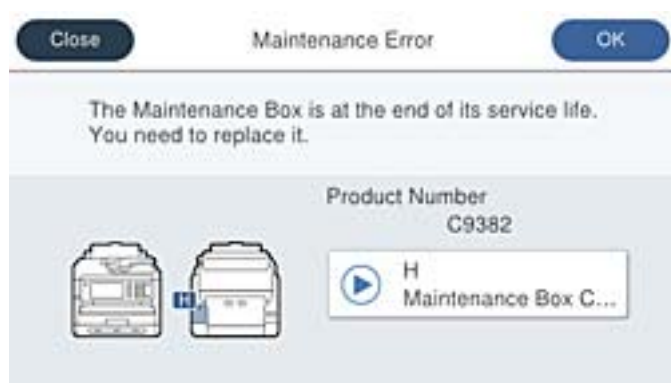 Close
Maintenance Error
OK
The Maintenance Box is at the end of its service life.
You need to replace it.
Product Number
C9382
H
H
Maintenance Box C...